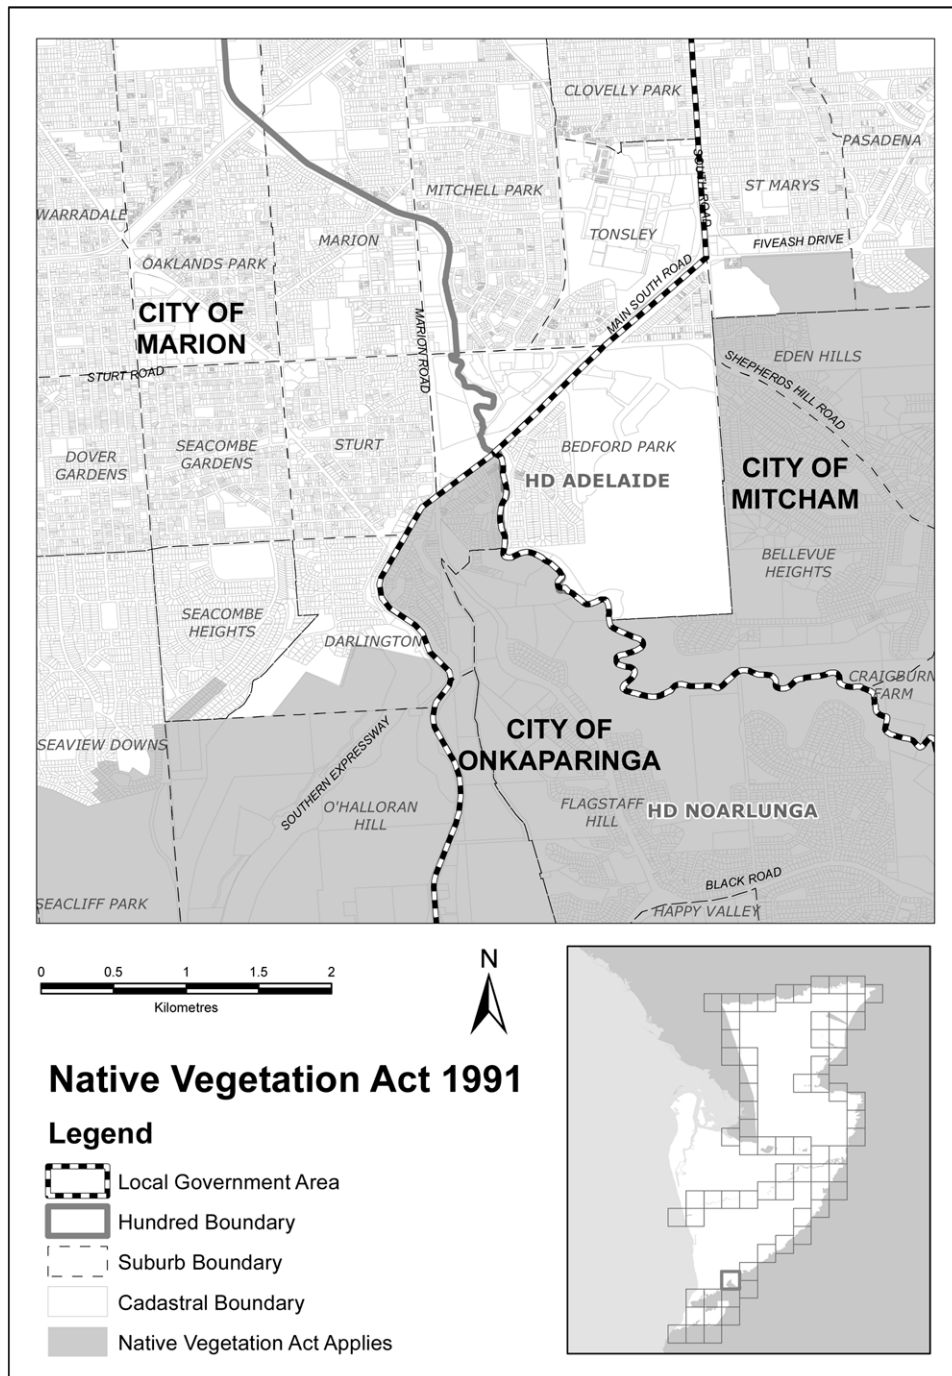 CLOVELLY PARK
PASADENA
SOUTH ROAD
MITCHELL PARK
ST MARYS
WARRADALE
MARION
TONSLEY
FIVEASH DRIVE
OAKLANDS PARK
MAIN SOUTH ROAD
CITY OF
MARION
MARION ROAD
EDEN HILLS
SHEPHERDS HILL ROAD
STURT ROAD
DOVER
GARDENS
SEACOMBE
GARDENS
STURT
BEDFORD PARK
HD ADELAIDE
CITY OF
MITCHAM
BELLEVUE
HEIGHTS
SEACOMBE
HEIGHTS
DARLINGTON
CRAIGBURN
FARM
SEAVIEW DOWNS
SOUTHERN EXPRESSWAY
CITY OF
ONKAPARINGA
O'HALLORAN
HILL
FLAGSTAFF
HILL
HD NOARLUNGA
BLACK ROAD
SEACLIFF PARK
HAPPY VALLEY
0 0.5 1 1.5 2
Kilometres
N
Native Vegetation Act 1991
Legend
Local Government Area
Hundred Boundary
Suburb Boundary
Cadastral Boundary
Native Vegetation Act Applies